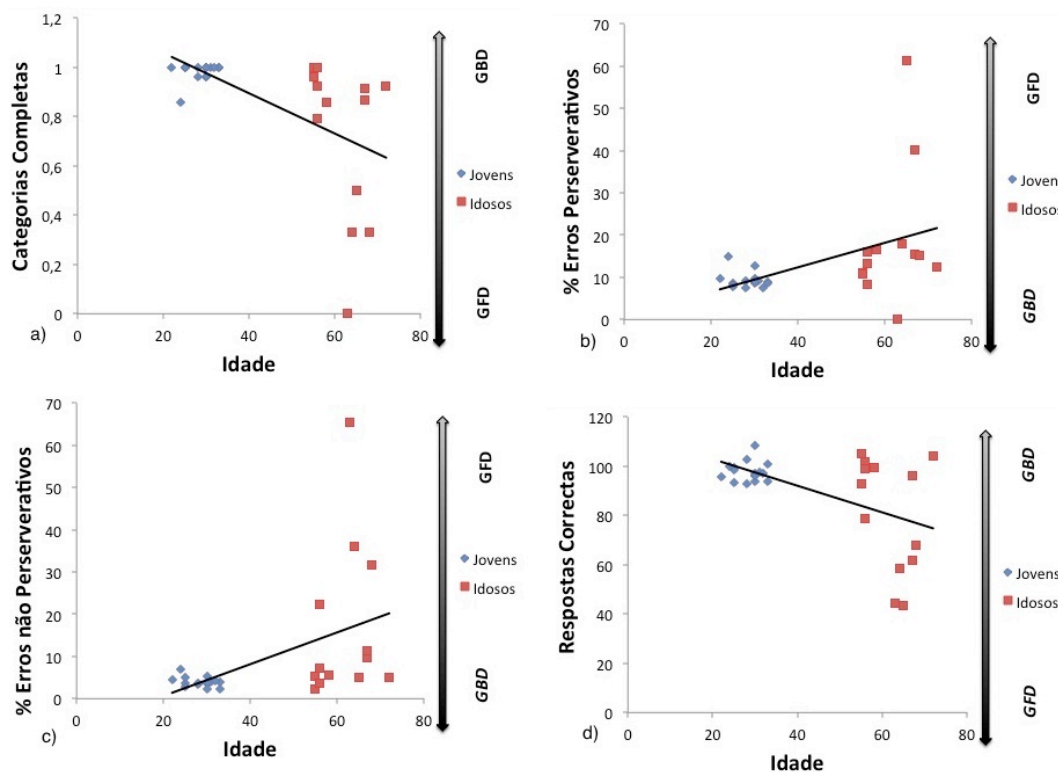 1,2
1
0,8
0,6
0,4
0,2
0
0 20 40 60 80
Categorias Completas
Idade
a)
Jovens
Idosos
GBD
GFD
70
60
50
40
30
20
10
0
0 20 40 60 80
% Erros Perserverativos
Idade
b)
Jovens
Idosos
GFD
GBD
70
60
50
40
30
20
10
0
0 20 40 60 80
% Erros não Perserverativos
Idade
c)
Jovens
Idosos
GFD
GBD
120
100
80
60
40
20
0
0 20 40 60 80
Respostas Correctas
Idade
d)
Jovens
Idosos
GBD
GFD